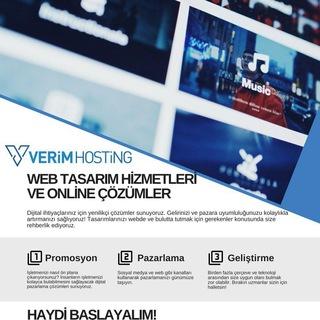 Music
VERiMHOSTiNG
WEB TASARIM HİZMETLERİ
VE ONLINE ÇÖZÜMLER
Dijital ihtiyaçlarınız için yenilikçi çözümler sunuyoruz. Gelirinizi ve pazara uyumluluğunuzu kolaylıkla
artırmanızı sağlıyoruz! Tasarımlarınızı webde ve bulutta tutmak için gerekenler konusunda size
rehberlik ediyoruz.
1 Promosyon
İşletmenizi nasıl ön plana
çıkarıyorsunuz? İnsanların işletmenizi
kolayca bulabilmesini sağlayacak dijital
pazarlama çözümleri sunuyoruz.
2 Pazarlama
Sosyal medya ve web gibi kanalları
kullanarak pazarlamanızı günümüze
taşıyın.
3 Geliştirme
Birden fazla çerçeve ve teknoloji
arasından size uygun olanı bulmak
zor olabilir. Bırakın uzmanlar sizin için
halletsin!
HAYDİ BAŞLAYALIM!